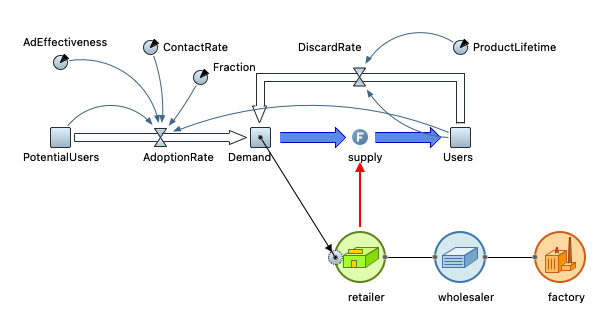 AdEffectiveness
ContactRate
DiscardRate
ProductLifetime
Fraction
PotentialUsers
AdoptionRate
Demand
F
supply
Users
retailer
wholesaler
factory